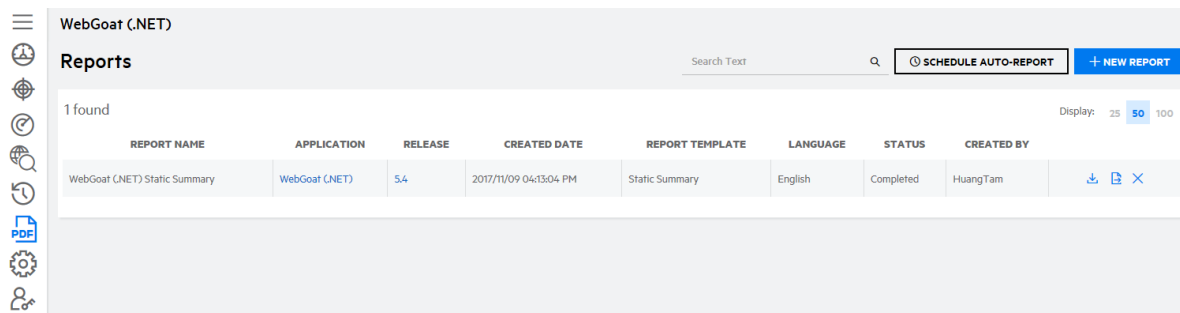 WebGoat (.NET)
Reports
Search Text
SCHEDULE AUTO-REPORT
+ NEW REPORT
1 found
Display: 25 50 100
REPORT NAME APPLICATION RELEASE CREATED DATE REPORT TEMPLATE LANGUAGE STATUS CREATED BY
WebGoat (.NET) Static Summary WebGoat (.NET) 5.4 2017/11/09 04:13:04 PM Static Summary English Completed HuangTam
PDF